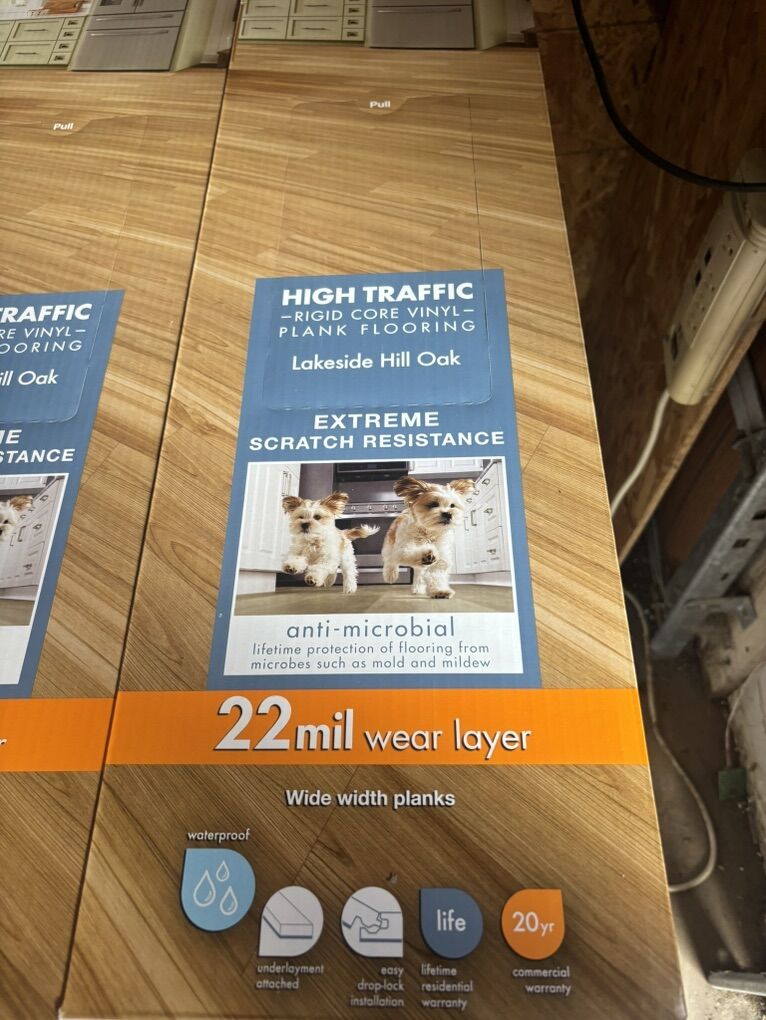 Pull
Pull
TRAFFIC
RE VINYL–
OORING
ill Oak
STANCE
HIGH TRAFFIC
–RIGID CORE VINYL–
PLANK FLOORING
Lakeside Hill Oak
EXTREME
SCRATCH RESISTANCE
anti-microbial
lifetime protection of flooring from
microbes such as mold and mildew
22mil wear layer
Wide width planks
waterproof
underlayment
attached
easy
drop-lock
installation
life
lifetime
residential
warranty
20yr
commercial
warranty